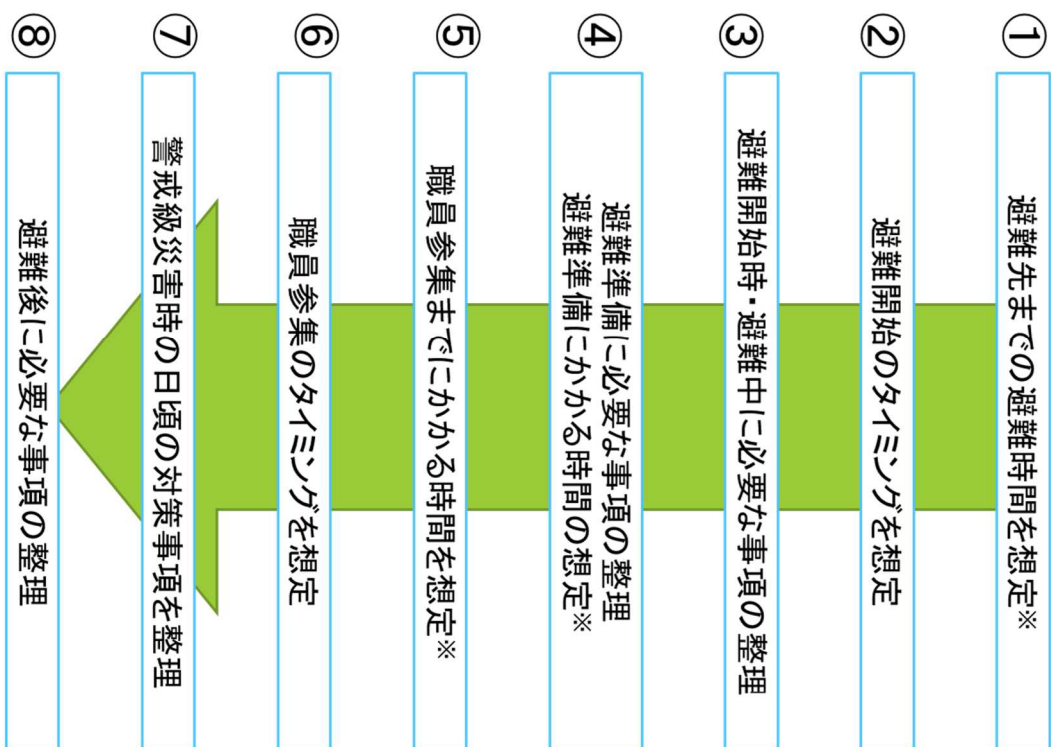 ① 避難先までの避難時間を想定※
② 避難開始のタイミングを想定
③ 避難開始時・避難中に必要な事項の整理
④ 避難準備に必要な事項の整理
避難準備にかかる時間の想定※
⑤ 職員参集までにかかる時間を想定※
⑥ 職員参集のタイミングを想定
⑦ 警戒級災害時の日頃の対策事項を整理
⑧ 避難後に必要な事項の整理